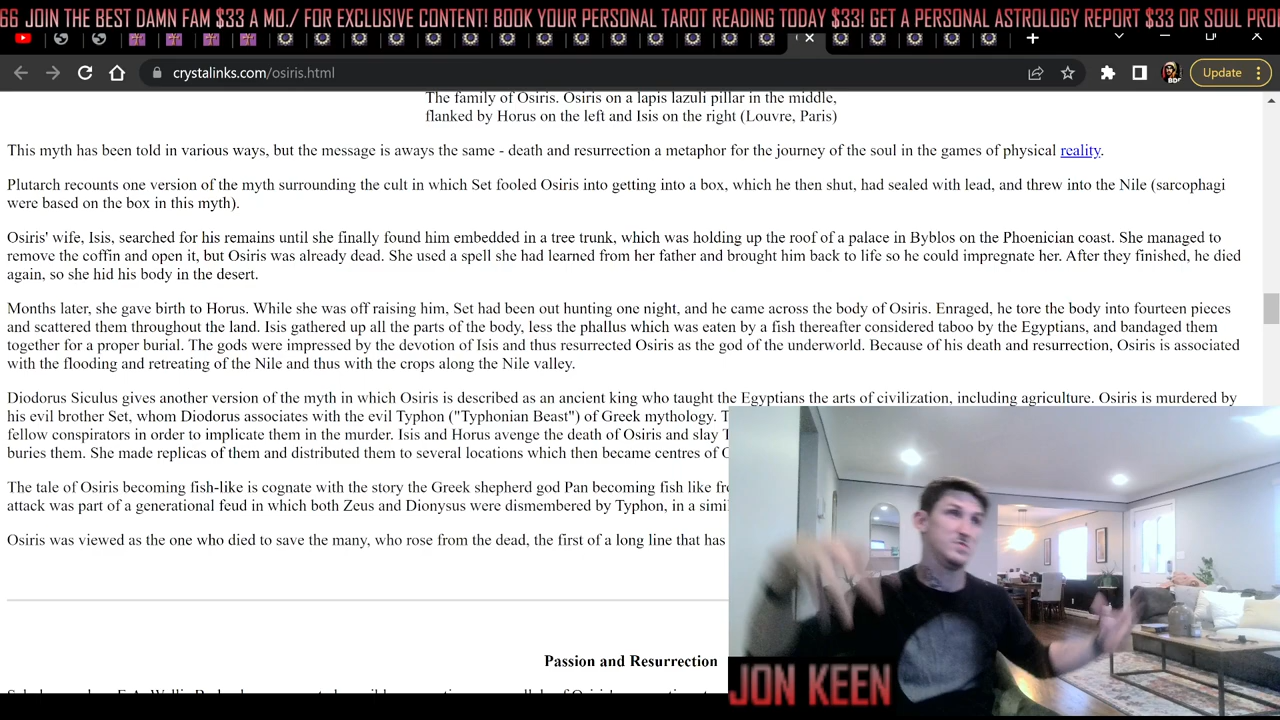 66 JOIN THE BEST DAMN FAM $33 A MO./ FOR EXCLUSIVE CONTENT! BOOK YOUR PERSONAL TAROT READING TODAY $33! GET A PERSONAL ASTROLOGY REPORT $33 OR SOUL PRO
crystalinks.com/osiris.html
Update
The family of Osiris. Osiris on a lapis lazuli pillar in the middle,
flanked by Horus on the left and Isis on the right (Louvre, Paris)
This myth has been told in various ways, but the message is aways the same - death and resurrection a metaphor for the journey of the soul in the games of physical reality.
Plutarch recounts one version of the myth surrounding the cult in which Set fooled Osiris into getting into a box, which he then shut, had sealed with lead, and threw into the Nile (sarcophagi
were based on the box in this myth).
Osiris' wife, Isis, searched for his remains until she finally found him embedded in a tree trunk, which was holding up the roof of a palace in Byblos on the Phoenician coast. She managed to
remove the coffin and open it, but Osiris was already dead. She used a spell she had learned from her father and brought him back to life so he could impregnate her. After they finished, he died
again, so she hid his body in the desert.
Months later, she gave birth to Horus. While she was off raising him, Set had been out hunting one night, and he came across the body of Osiris. Enraged, he tore the body into fourteen pieces
and scattered them throughout the land. Isis gathered up all the parts of the body, less the phallus which was eaten by a fish thereafter considered taboo by the Egyptians, and bandaged them
together for a proper burial. The gods were impressed by the devotion of Isis and thus resurrected Osiris as the god of the underworld. Because of his death and resurrection, Osiris is associated
with the flooding and retreating of the Nile and thus with the crops along the Nile valley.
Diodorus Siculus gives another version of the myth in which Osiris is described as an ancient king who taught the Egyptians the arts of civilization, including agriculture. Osiris is murdered by
his evil brother Set, whom Diodorus associates with the evil Typhon ("Typhonian Beast") of Greek mythology. T
fellow conspirators in order to implicate them in the murder. Isis and Horus avenge the death of Osiris and slay T
buries them. She made replicas of them and distributed them to several locations which then became centres of O
The tale of Osiris becoming fish-like is cognate with the story the Greek shepherd god Pan becoming fish like fr
attack was part of a generational feud in which both Zeus and Dionysus were dismembered by Typhon, in a simi
Osiris was viewed as the one who died to save the many, who rose from the dead, the first of a long line that has
Passion and Resurrection
JON KEEN